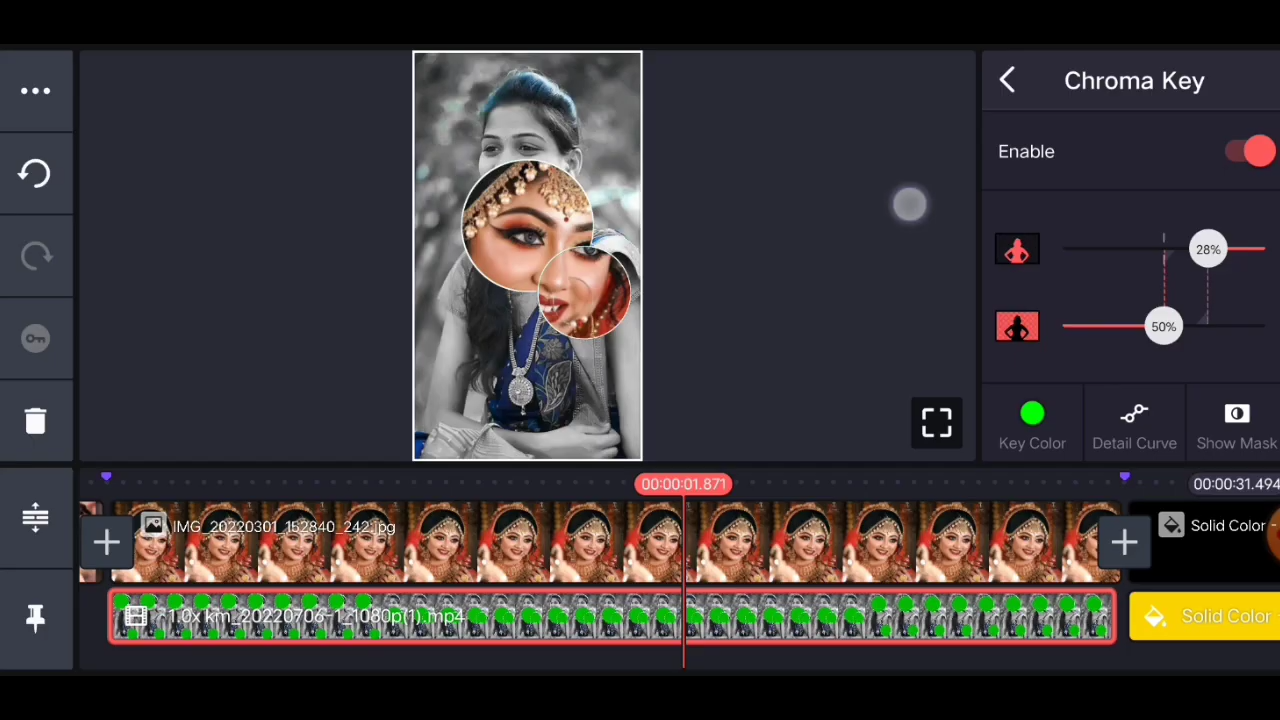 Chroma Key
Enable
28%
50%
Key Color
Detail Curve
Show Mask
00:00:01.871
00:00:31.494
IMG_20220301_152840_242.jpg
Solid Color -
1.0x km_20220706-1_1080p(1).mp4
Solid Color